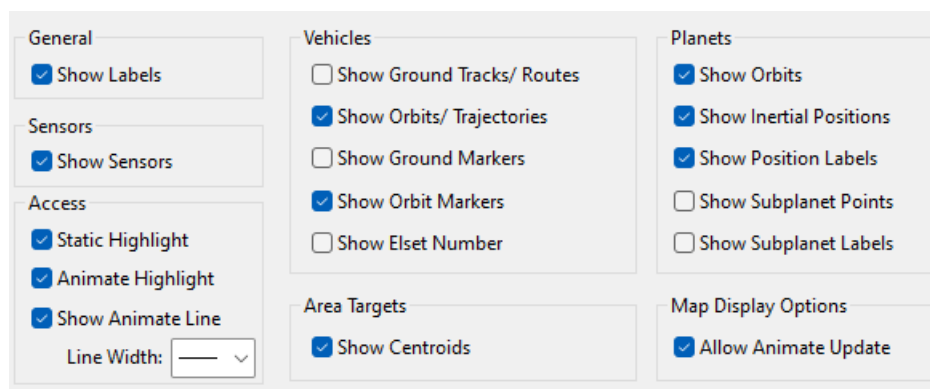 General
Show Labels
Sensors
Show Sensors
Access
Static Highlight
Animate Highlight
Show Animate Line
Line Width:
Vehicles
Show Ground Tracks/ Routes
Show Orbits/ Trajectories
Show Ground Markers
Show Orbit Markers
Show Elset Number
Area Targets
Show Centroids
Planets
Show Orbits
Show Inertial Positions
Show Position Labels
Show Subplanet Points
Show Subplanet Labels
Map Display Options
Allow Animate Update